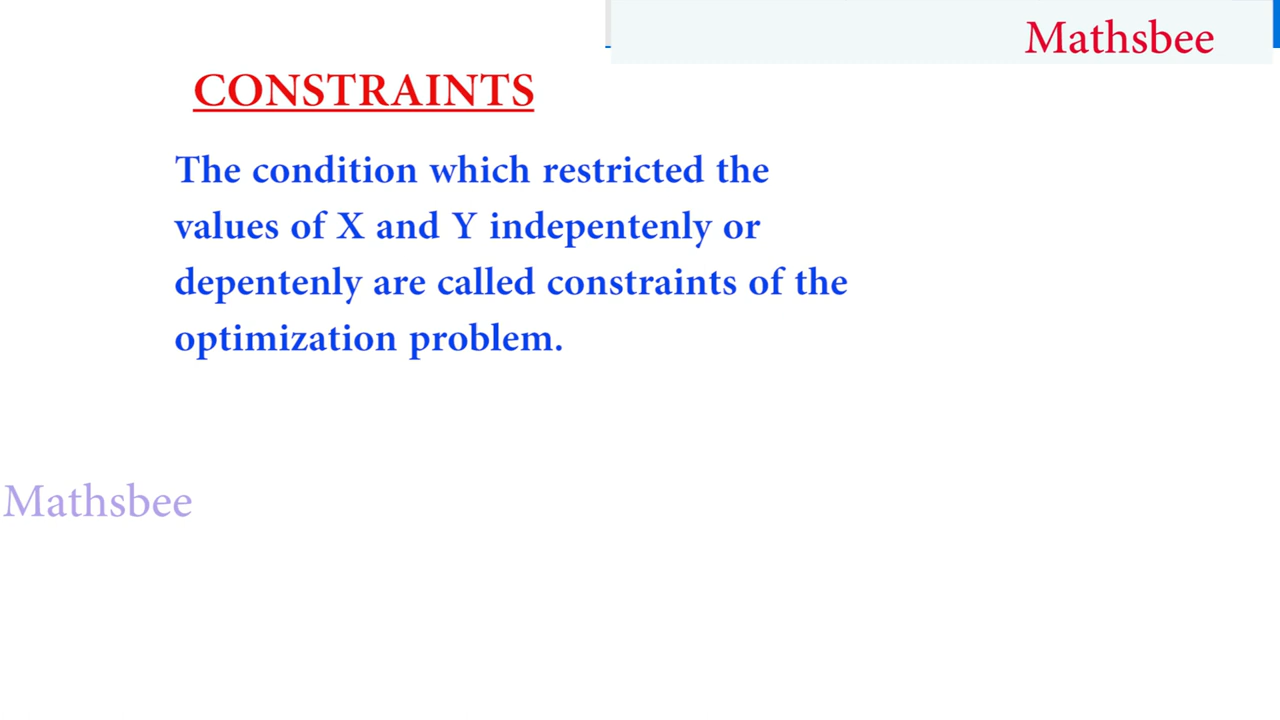 Mathsbee
CONSTRAINTS
The condition which restricted the
values of X and Y indepentenly or
depentenly are called constraints of the
optimization problem.
Mathsbee